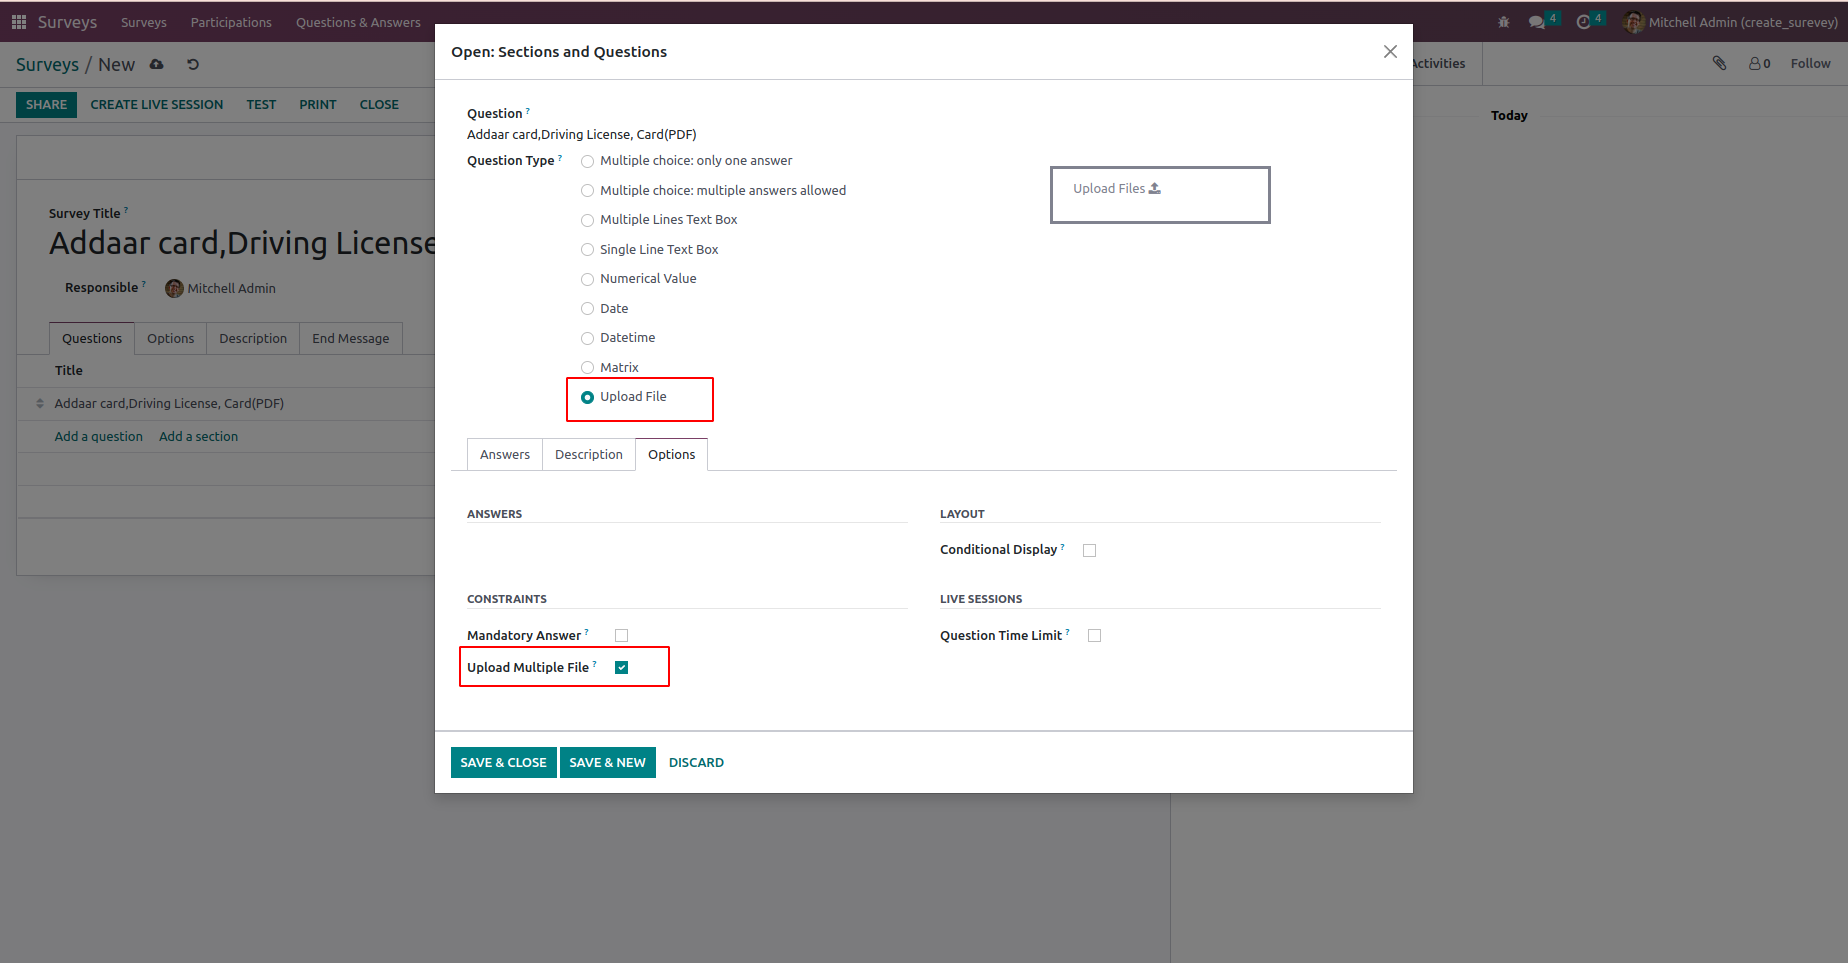 Surveys Surveys Participations Questions & Answers
4 4 Mitchell Admin (create_surevey)
Surveys / New
Activities 0 Follow
SHARE CREATE LIVE SESSION TEST PRINT CLOSE
Today
Survey Title ?
Addaar card,Driving License
Responsible ? Mitchell Admin
Questions Options Description End Message
Title
Addaar card,Driving License, Card(PDF)
Add a question Add a section
Open: Sections and Questions
Question ?
Addaar card,Driving License, Card(PDF)
Question Type ?
Multiple choice: only one answer
Multiple choice: multiple answers allowed
Multiple Lines Text Box
Single Line Text Box
Numerical Value
Date
Datetime
Matrix
Upload File
Upload Files
Answers Description Options
ANSWERS
LAYOUT
Conditional Display ?
CONSTRAINTS
LIVE SESSIONS
Mandatory Answer ?
Question Time Limit ?
Upload Multiple File ?
SAVE & CLOSE SAVE & NEW DISCARD